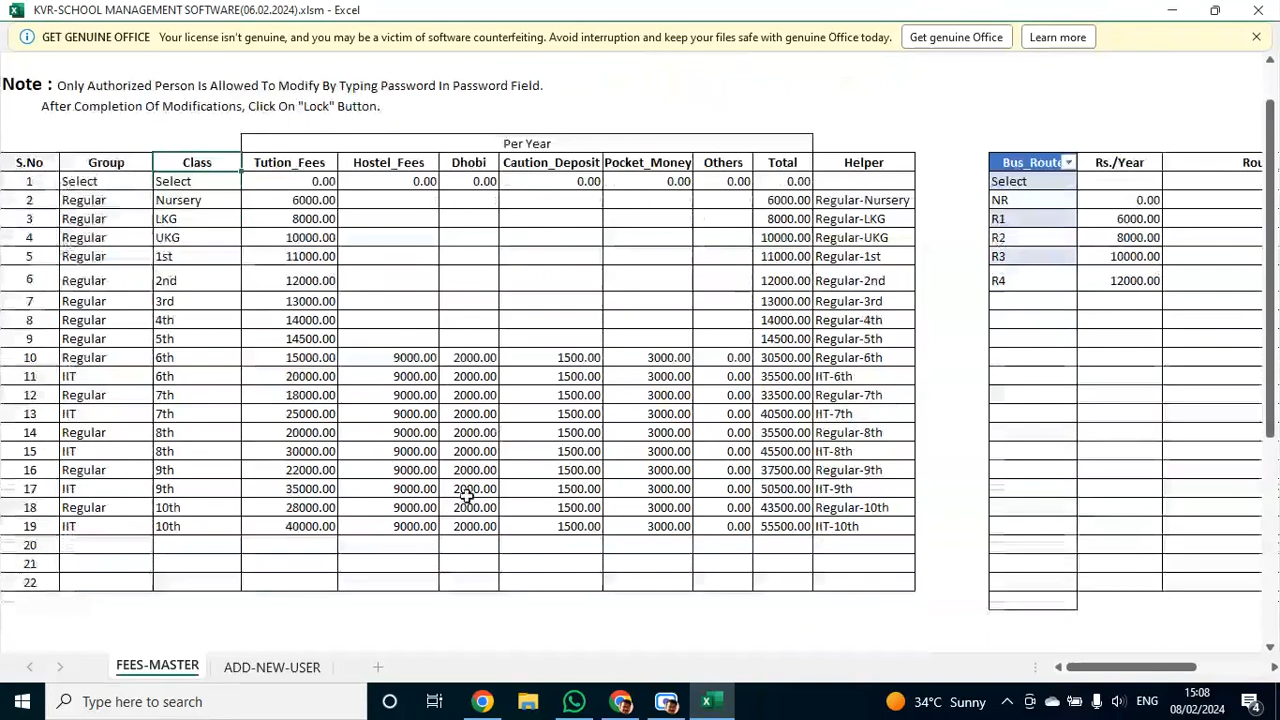 KVR-SCHOOL MANAGEMENT SOFTWARE(06.02.2024).xlsm - Excel
GET GENUINE OFFICE Your license isn't genuine, and you may be a victim of software counterfeiting. Avoid interruption and keep your files safe with genuine Office today. Get genuine Office Learn more
Note : Only Authorized Person Is Allowed To Modify By Typing Password In Password Field.
After Completion Of Modifications, Click On "Lock" Button.
Per Year
S.No Group Class Tution_Fees Hostel_Fees Dhobi Caution_Deposit Pocket_Money Others Total Helper Bus_Route Rs./Year Rou
1 Select Select 0.00 0.00 0.00 0.00 0.00 0.00 0.00 Select
2 Regular Nursery 6000.00 6000.00 Regular-Nursery NR 0.00
3 Regular LKG 8000.00 8000.00 Regular-LKG R1 6000.00
4 Regular UKG 10000.00 10000.00 Regular-UKG R2 8000.00
5 Regular 1st 11000.00 11000.00 Regular-1st R3 10000.00
6 Regular 2nd 12000.00 12000.00 Regular-2nd R4 12000.00
7 Regular 3rd 13000.00 13000.00 Regular-3rd
8 Regular 4th 14000.00 14000.00 Regular-4th
9 Regular 5th 14500.00 14500.00 Regular-5th
10 Regular 6th 15000.00 9000.00 2000.00 1500.00 3000.00 0.00 30500.00 Regular-6th
11 IIT 6th 20000.00 9000.00 2000.00 1500.00 3000.00 0.00 35500.00 IIT-6th
12 Regular 7th 18000.00 9000.00 2000.00 1500.00 3000.00 0.00 33500.00 Regular-7th
13 IIT 7th 25000.00 9000.00 2000.00 1500.00 3000.00 0.00 40500.00 IIT-7th
14 Regular 8th 20000.00 9000.00 2000.00 1500.00 3000.00 0.00 35500.00 Regular-8th
15 IIT 8th 30000.00 9000.00 2000.00 1500.00 3000.00 0.00 45500.00 IIT-8th
16 Regular 9th 22000.00 9000.00 2000.00 1500.00 3000.00 0.00 37500.00 Regular-9th
17 IIT 9th 35000.00 9000.00 2000.00 1500.00 3000.00 0.00 50500.00 IIT-9th
18 Regular 10th 28000.00 9000.00 2000.00 1500.00 3000.00 0.00 43500.00 Regular-10th
19 IIT 10th 40000.00 9000.00 2000.00 1500.00 3000.00 0.00 55500.00 IIT-10th
20
21
22
FEES-MASTER ADD-NEW-USER
Type here to search 34°C Sunny ENG 15:08
08/02/2024 4